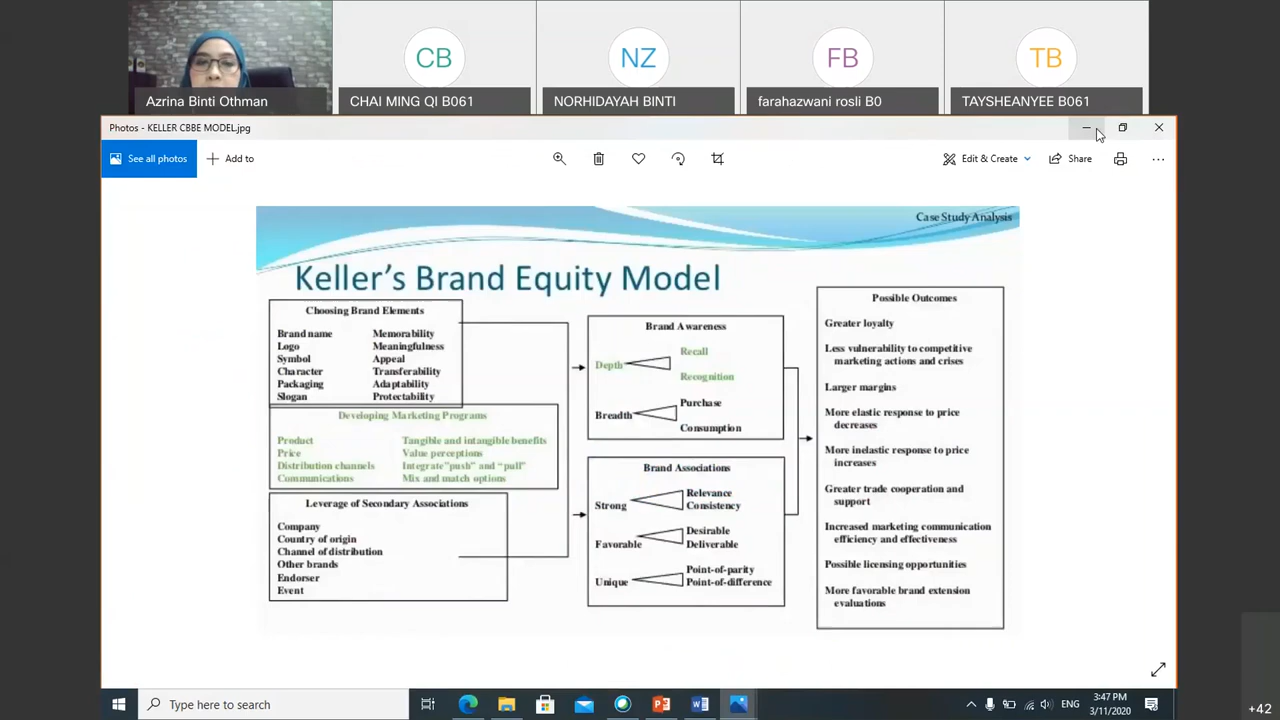 CB
NZ
FB
TB
Azrina Binti Othman
CHAI MING QI B061
NORHIDAYAH BINTI
farahazwani rosli B0
TAYSHEANYEE B061
Photos - KELLER CBBE MODEL.jpg
See all photos
Add to
Edit & Create
Share
Case Study Analysis
Keller's Brand Equity Model
Choosing Brand Elements
Brand name Memorability
Logo Meaningfulness
Symbol Appeal
Character Transferability
Packaging Adaptability
Slogan Protectability
Developing Marketing Programs
Product Tangible and intangible benefits
Price Value perceptions
Distribution channels Integrate"push" and "pull"
Communications Mix and match options
Leverage of Secondary Associations
Company
Country of origin
Channel of distribution
Other brands
Endorser
Event
Brand Awareness
Depth
Recall
Recognition
Breadth
Purchase
Consumption
Brand Associations
Strong
Relevance
Consistency
Favorable
Desirable
Deliverable
Unique
Point-of-parity
Point-of-difference
Possible Outcomes
Greater loyalty
Less vulnerability to competitive
marketing actions and crises
Larger margins
More elastic response to price
decreases
More inelastic response to price
increases
Greater trade cooperation and
support
Increased marketing communication
efficiency and effectiveness
Possible licensing opportunities
More favorable brand extension
evaluations
Type here to search
ENG
3:47 PM
3/11/2020
+42